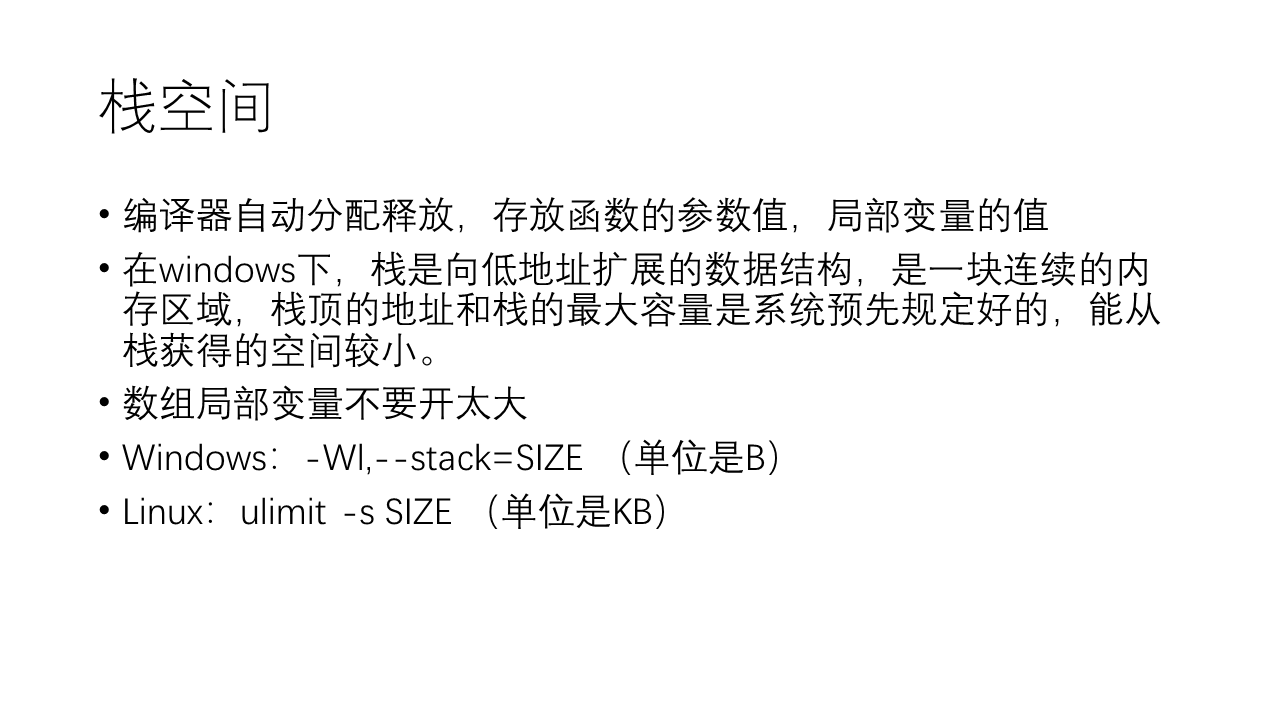 栈空间
• 编译器自动分配释放，存放函数的参数值，局部变量的值
• 在windows下，栈是向低地址扩展的数据结构，是一块连续的内
存区域，栈顶的地址和栈的最大容量是系统预先规定好的，能从
栈获得的空间较小。
• 数组局部变量不要开太大
• Windows：-Wl,--stack=SIZE （单位是B）
• Linux：ulimit -s SIZE （单位是KB）